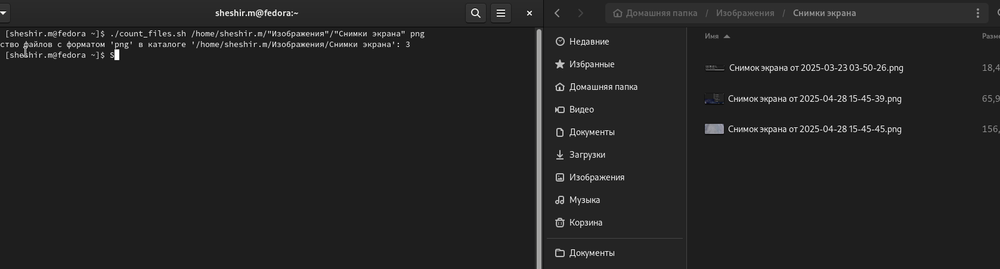 sheshir.m@fedora:~
[sheshir.m@fedora ~]$ ./count_files.sh /home/sheshir.m/"Изображения"/"Снимки экрана" png
ство файлов с форматом 'png' в каталоге '/home/sheshir.m/Изображения/Снимки экрана': 3
[sheshir.m@fedora ~]$ S
Домашняя папка / Изображения / Снимки экрана
Недавние
Избранные
Домашняя папка
Видео
Документы
Загрузки
Изображения
Музыка
Корзина
Документы
Имя Разме
Снимок экрана от 2025-03-23 03-50-26.png 18,4
Снимок экрана от 2025-04-28 15-45-39.png 65,9
Снимок экрана от 2025-04-28 15-45-45.png 156,